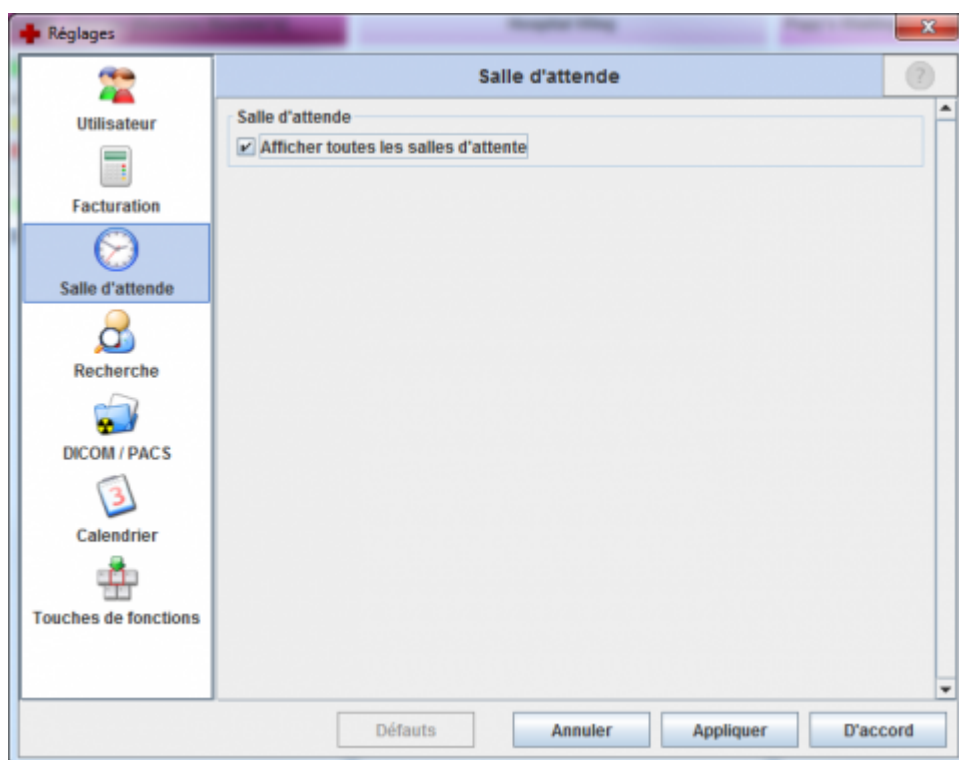 Réglages
Salle d'attende
?
Utilisateur
Facturation
Salle d'attende
Recherche
DICOM / PACS
3
Calendrier
Touches de fonctions
Salle d'attende
Afficher toutes les salles d'attente
Défauts
Annuler
Appliquer
D'accord